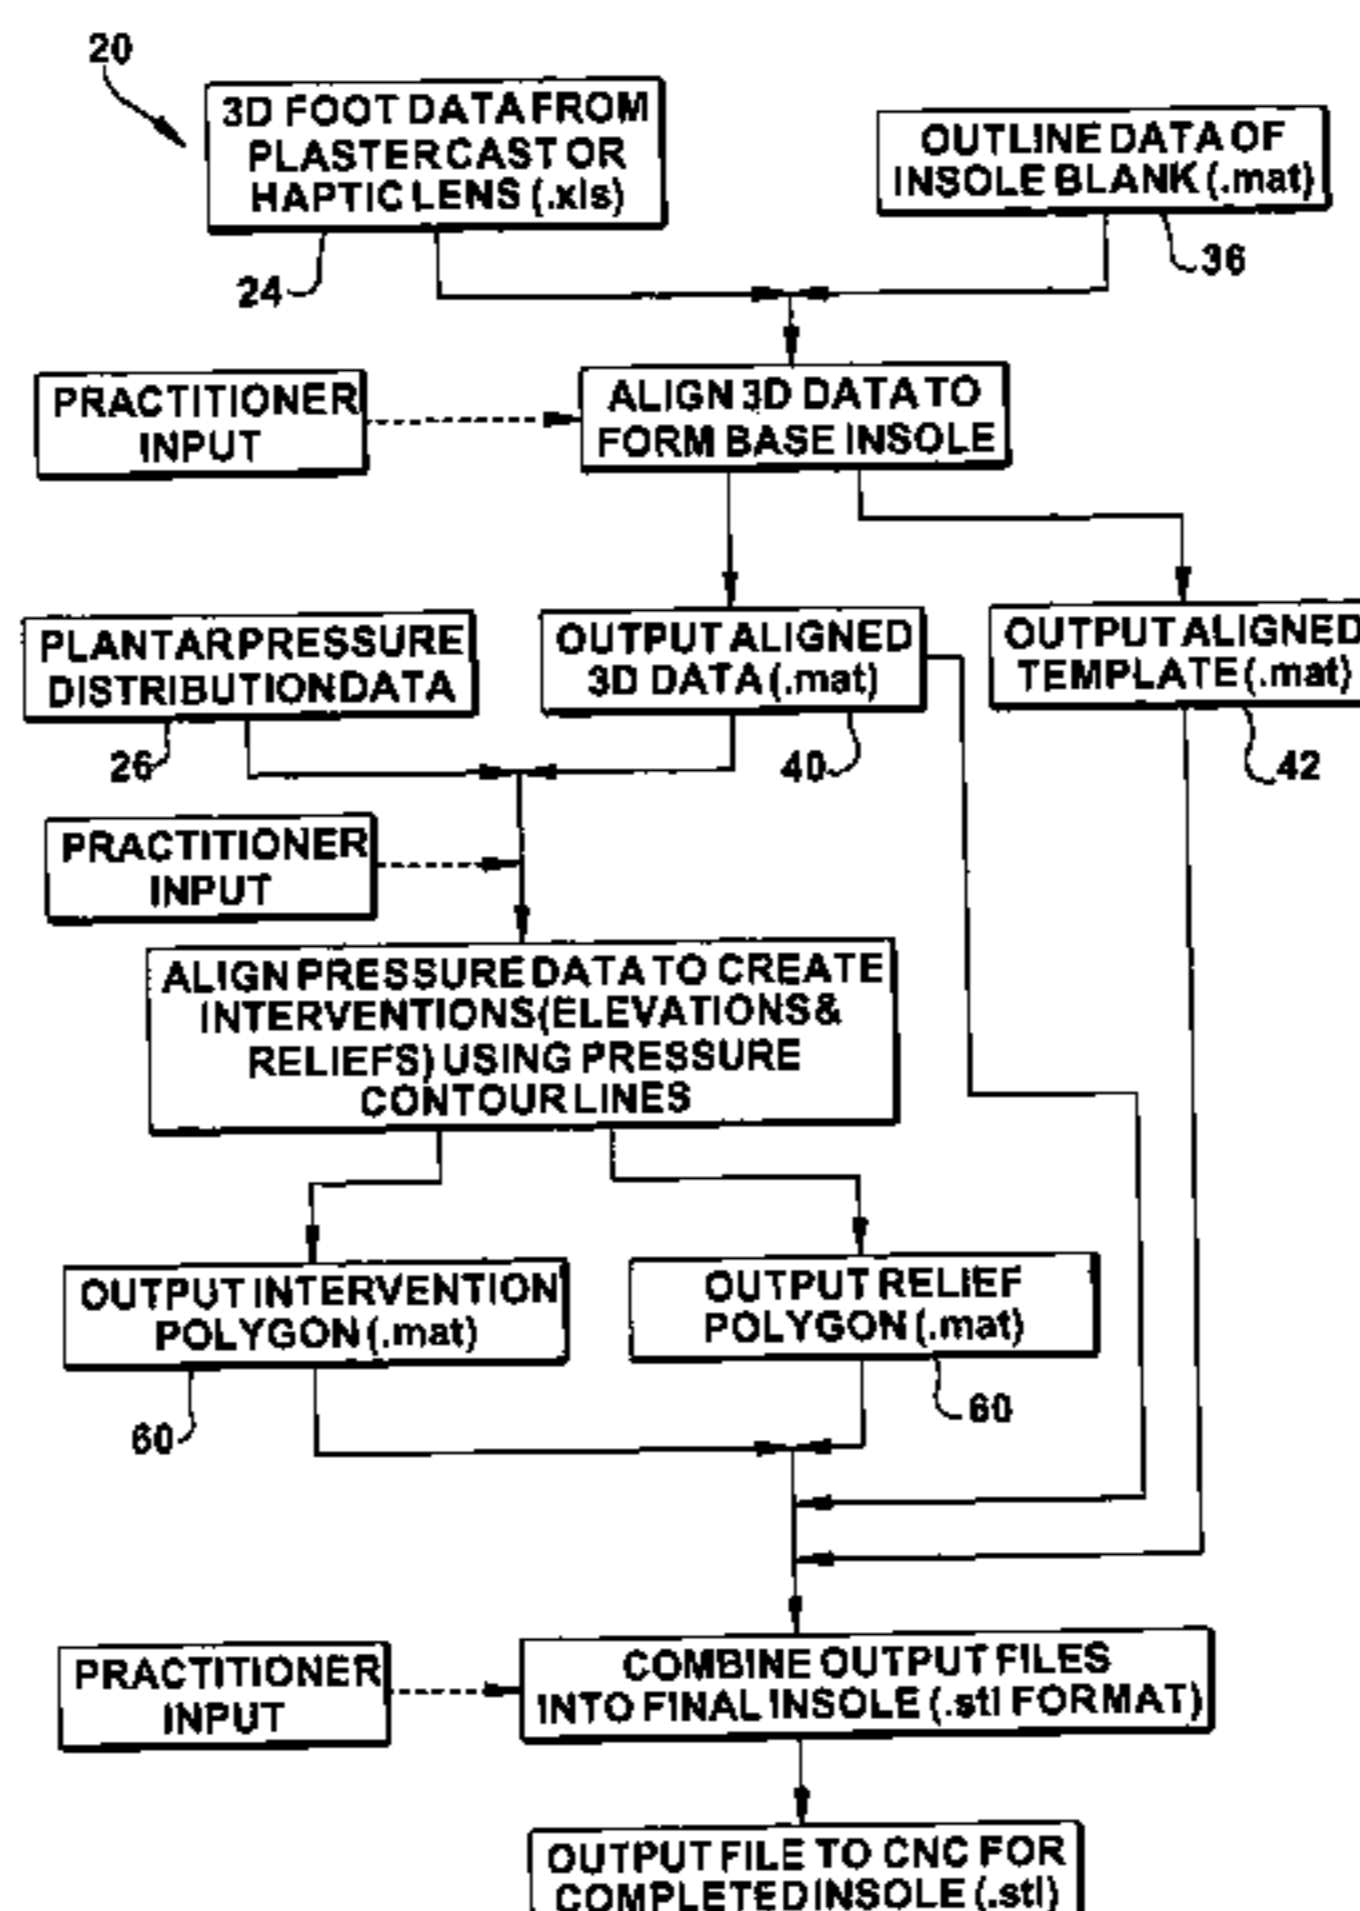 20
3D FOOT DATA FROM
PLASTER CAST OR
HAPTIC LENS (.xls)
24
OUTLINE DATA OF
INSOLE BLANK (.mat)
36
PRACTITIONER
INPUT
ALIGN 3D DATA TO
FORM BASE INSOLE
PLANTAR PRESSURE
DISTRIBUTION DATA
26
OUTPUT ALIGNED
3D DATA (.mat)
40
OUTPUT ALIGNED
TEMPLATE (.mat)
42
PRACTITIONER
INPUT
ALIGN PRESSURE DATA TO CREATE
INTERVENTIONS (ELEVATIONS &
RELIEFS) USING PRESSURE
CONTOUR LINES
OUTPUT INTERVENTION
POLYGON (.mat)
60
OUTPUT RELIEF
POLYGON (.mat)
60
PRACTITIONER
INPUT
COMBINE OUTPUT FILES
INTO FINAL INSOLE (.stl FORMAT)
OUTPUT FILE TO CNC FOR
COMPLETED INSOLE (.stl)